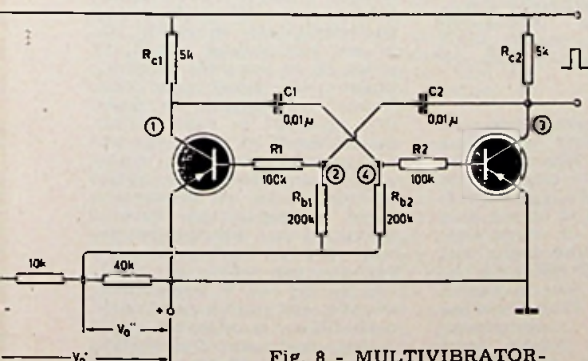 Rc1 5k
Rc2 5k
C1
0,01µ
C2
0,01µ
1
3
R1
100k
2
4
R2
100k
Rb1
200k
Rb2
200k
10k
40k
+
Vo"
Vo'
Fig. 8 - MULTIVIBRATOR-